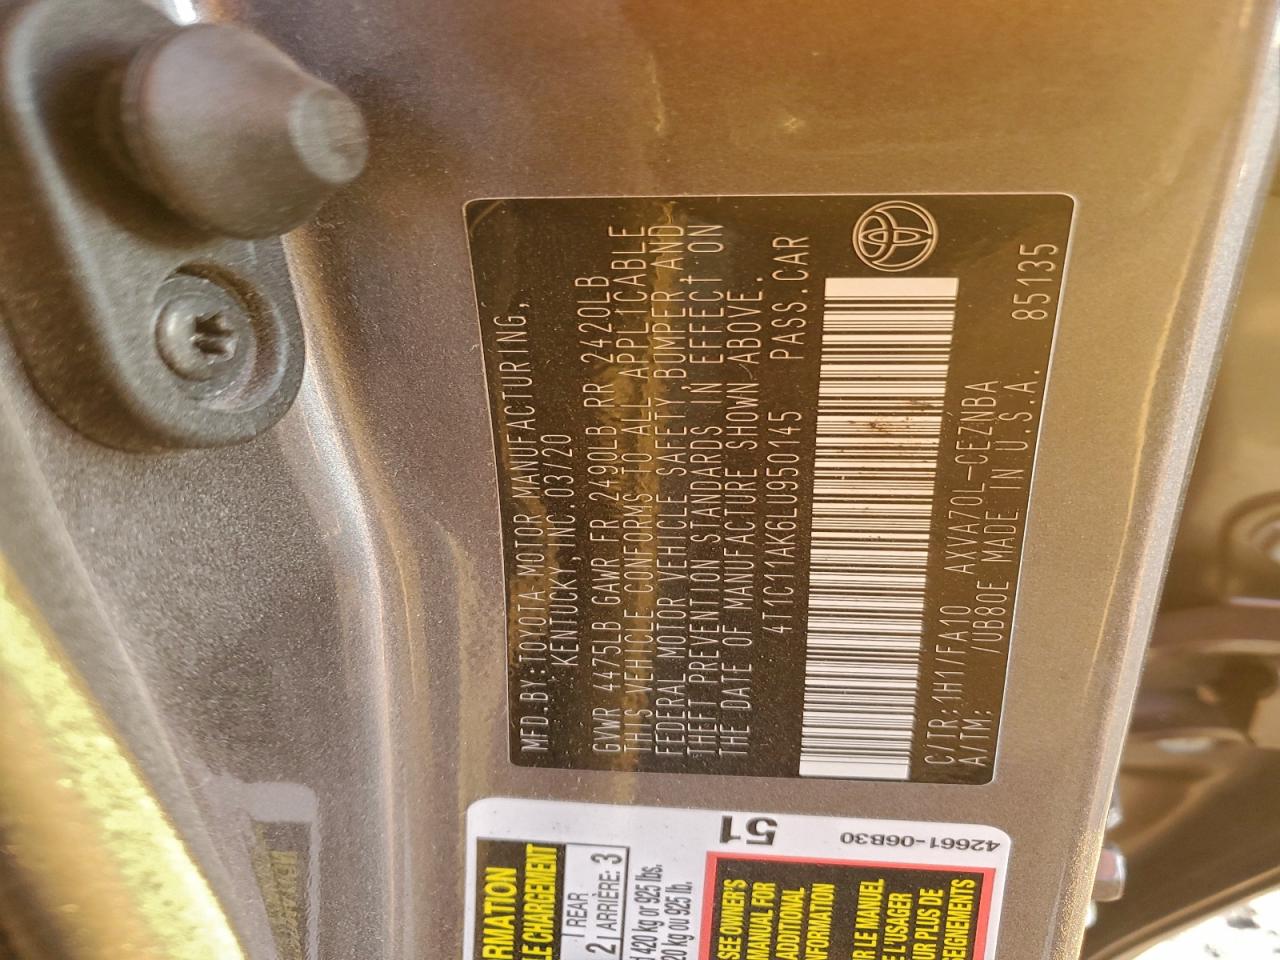 MFD.BY:TOYOTA MOTOR MANUFACTURING,
KENTUCKY, INC.03/20
GVWR 4475LB GAWR FR 2490LB RR 2420LB
THIS VEHICLE CONFORMS TO ALL APPLICABLE
FEDERAL MOTOR VEHICLE SAFETY,BUMPER AND
THEFT PREVENTION STANDARDS IN EFFECT ON
THE DATE OF MANUFACTURE SHOWN ABOVE.
4T1C11AK6LU950145 PASS.CAR
C/TR:1H1/FA10 AXVA70L-CEZNBA
A/TM: /UB80E MADE IN U.S.A. 85135
51
42661-06B30
RMATION
LE CHARGEMENT
REAR
2 ARRIÈRE: 3
420 kg or 925 lbs.
20 kg ou 925 lb.
SEE OWNER'S
MANUAL FOR
ADDITIONAL
INFORMATION
IR LE MANUEL
E L'USAGER
UR PLUS DE
SEIGNEMENTS